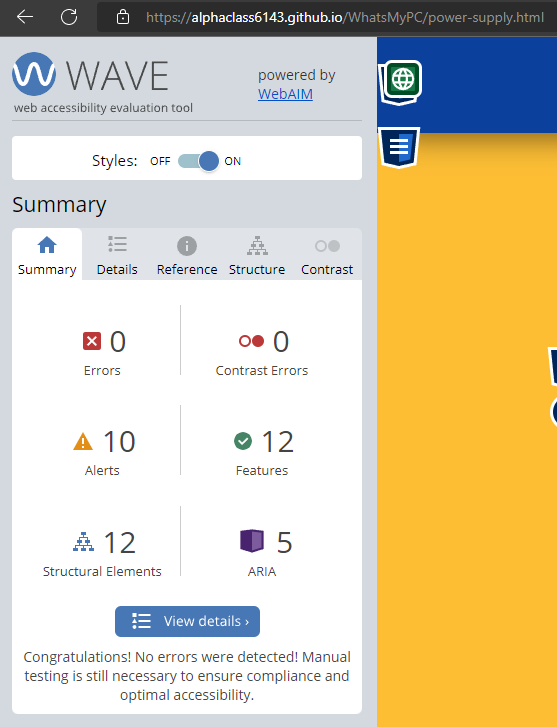 https://alphaclass6143.github.io/WhatsMyPC/power-supply.html
WAVE
web accessibility evaluation tool
powered by
WebAIM
Styles: OFF ON
Summary
Summary Details Reference Structure Contrast
0
Errors
0
Contrast Errors
10
Alerts
12
Features
12
Structural Elements
5
ARIA
View details ›
Congratulations! No errors were detected! Manual
testing is still necessary to ensure compliance and
optimal accessibility.